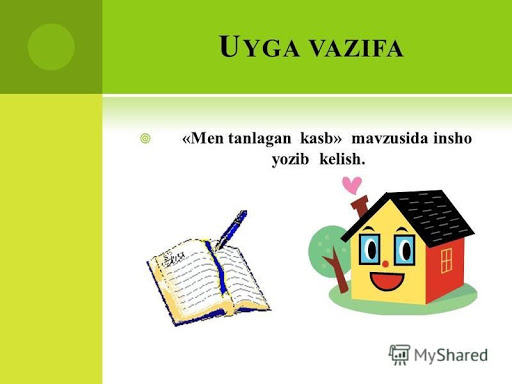 UYGA VAZIFA
«Men tanlagan kasb» mavzusida insho
yozib kelish.
MyShared